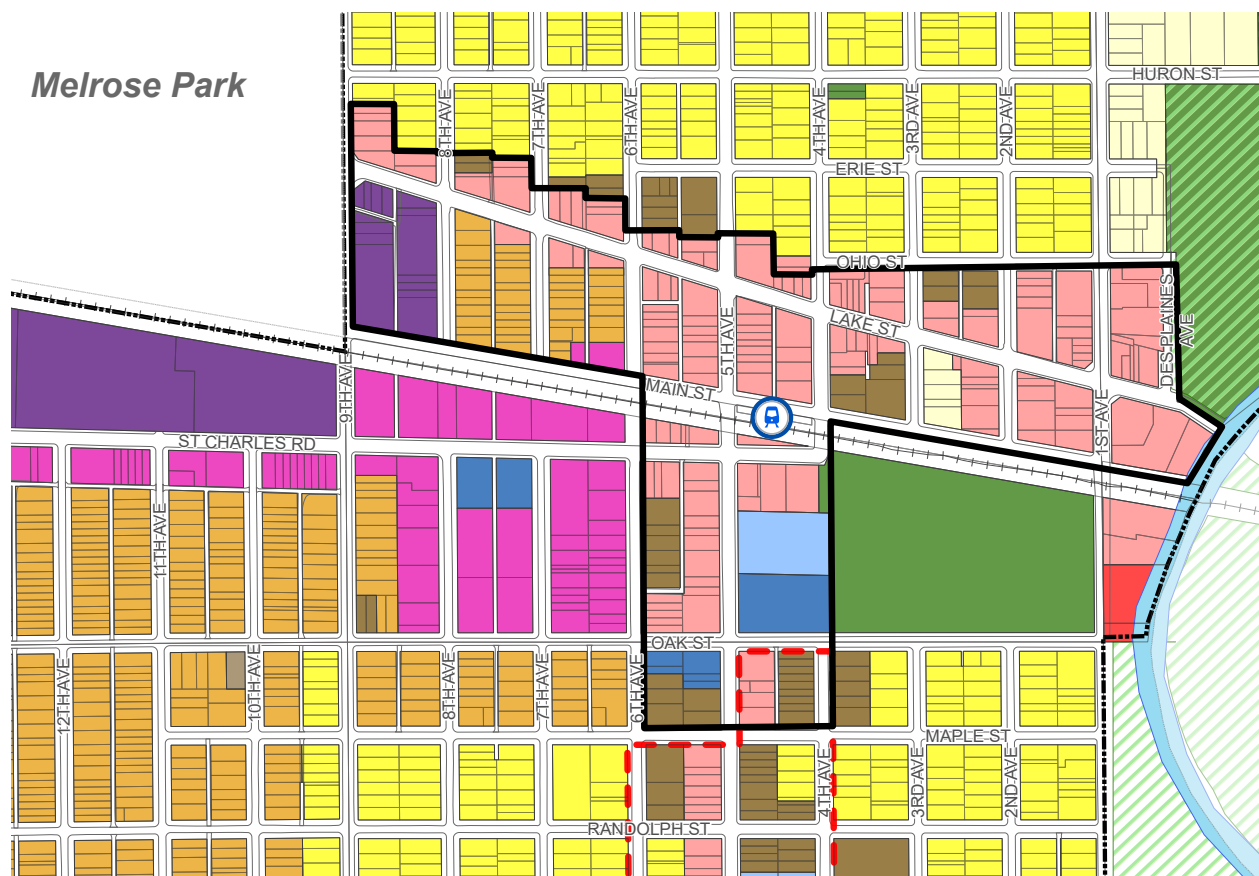 Melrose Park
HURON ST
8TH AVE
7TH AVE
6TH AVE
4TH AVE
3RD AVE
2ND AVE
ERIE ST
OHIO ST
LAKE ST
5TH AVE
DES PLAINES
AVE
MAIN ST
9TH AVE
1ST AVE
ST CHARLES RD
11TH AVE
OAK ST
12TH AVE
10TH AVE
8TH AVE
7TH AVE
6TH AVE
MAPLE ST
4TH AVE
3RD AVE
2ND AVE
RANDOLPH ST